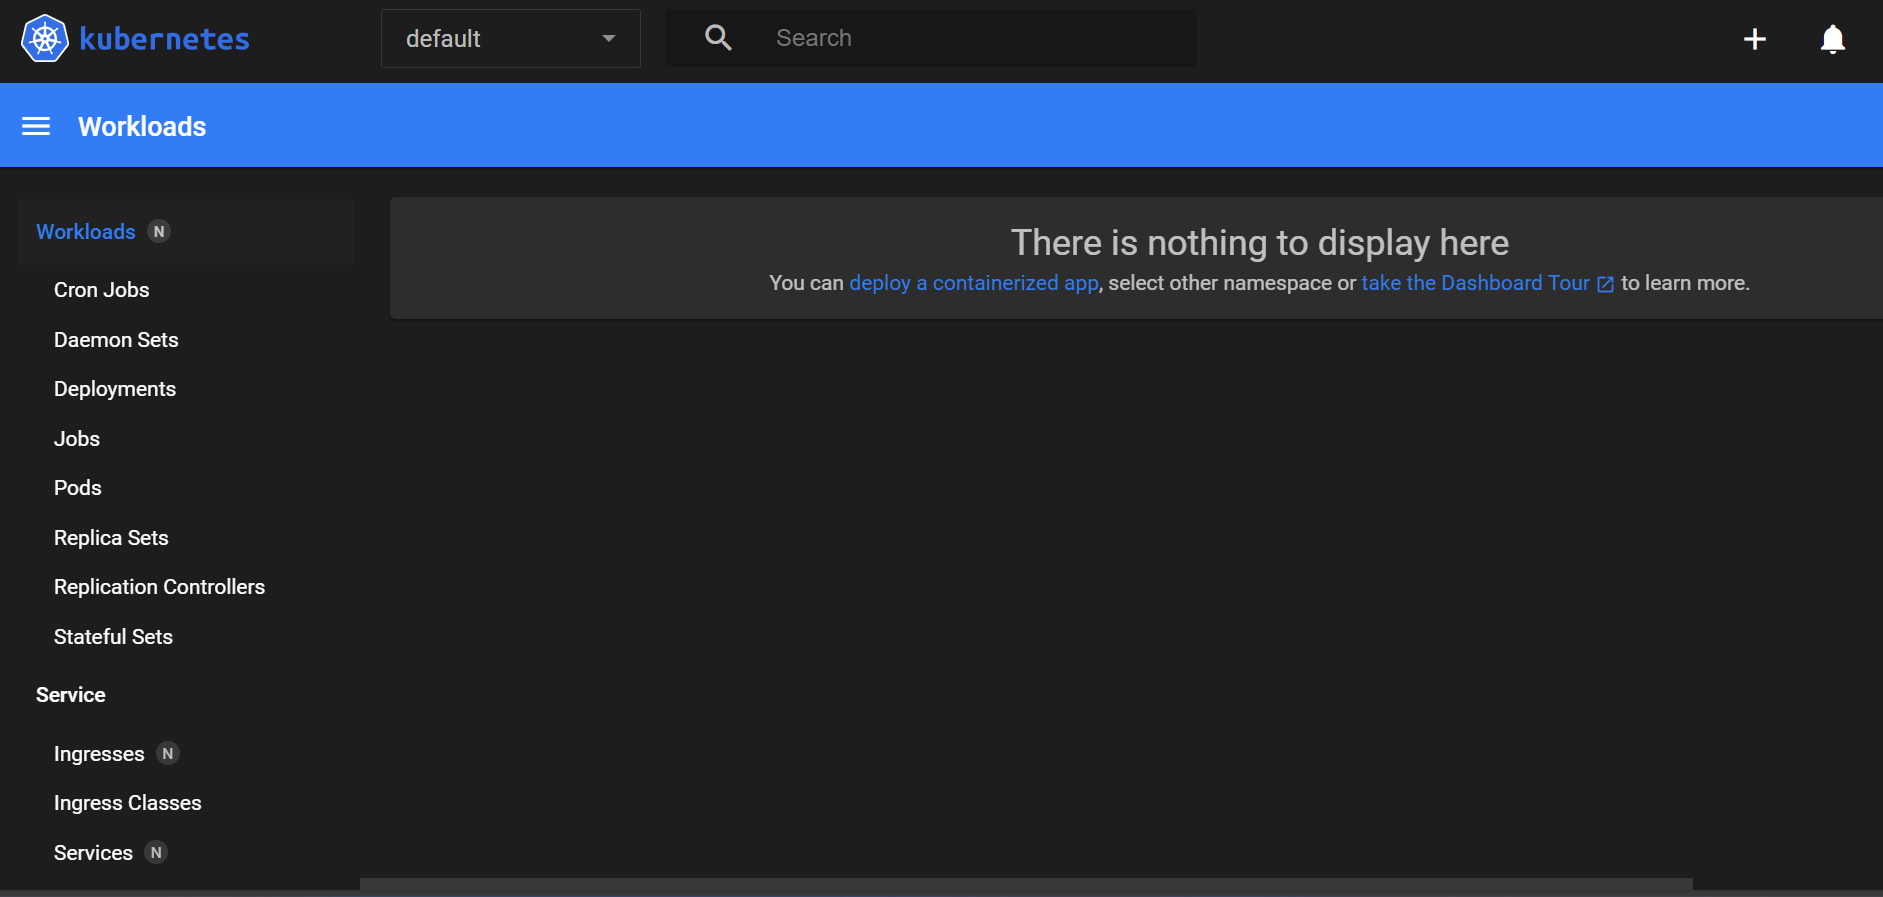 kubernetes
default
Search
Workloads
Workloads N
Cron Jobs
Daemon Sets
Deployments
Jobs
Pods
Replica Sets
Replication Controllers
Stateful Sets
Service
Ingresses N
Ingress Classes
Services N
There is nothing to display here
You can deploy a containerized app, select other namespace or take the Dashboard Tour to learn more.